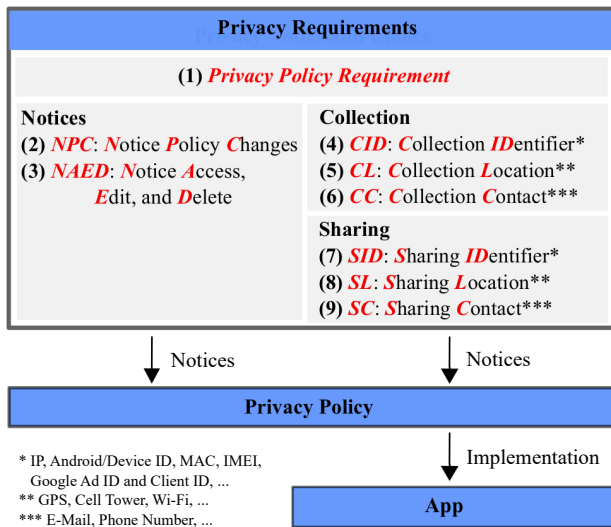 Privacy Requirements
(1) Privacy Policy Requirement
Notices
(2) NPC: Notice Policy Changes
(3) NAED: Notice Access,
Edit, and Delete
Collection
(4) CID: Collection IDentifier*
(5) CL: Collection Location**
(6) CC: Collection Contact***
Sharing
(7) SID: Sharing IDentifier*
(8) SL: Sharing Location**
(9) SC: Sharing Contact***
Notices
Notices
Privacy Policy
* IP, Android/Device ID, MAC, IMEI,
Google Ad ID and Client ID, ...
** GPS, Cell Tower, Wi-Fi, ...
*** E-Mail, Phone Number, ...
Implementation
App